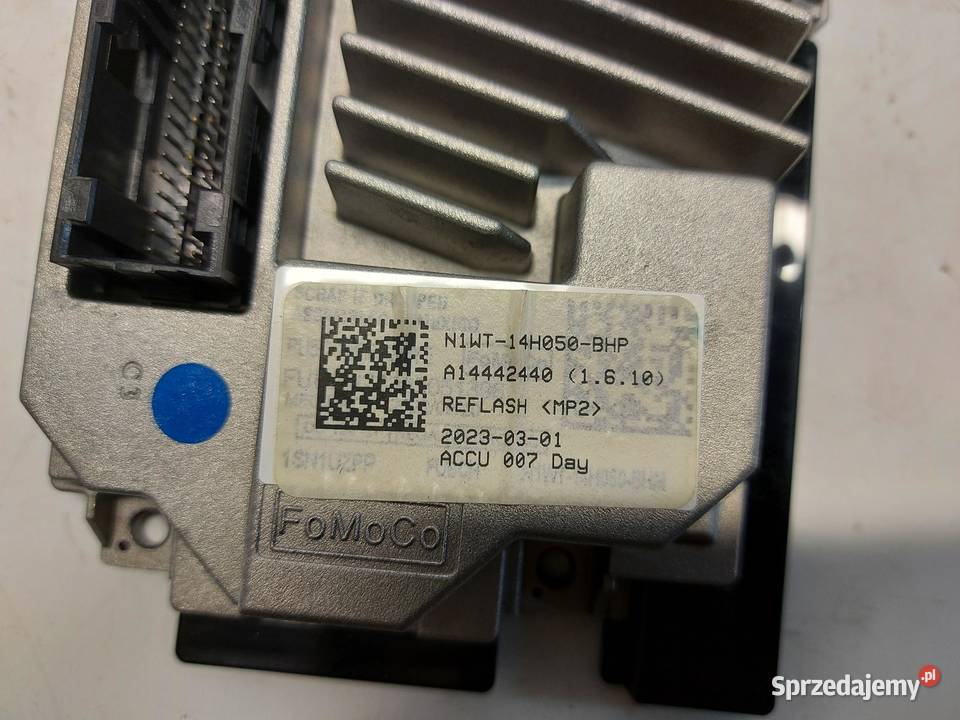 N1WT-14H050-BHP
A14442440 (1.6.10)
REFLASH <MP2>
2023-03-01
ACCU 007 Day
C3
FoMoCo
Sprzedajemy.pl